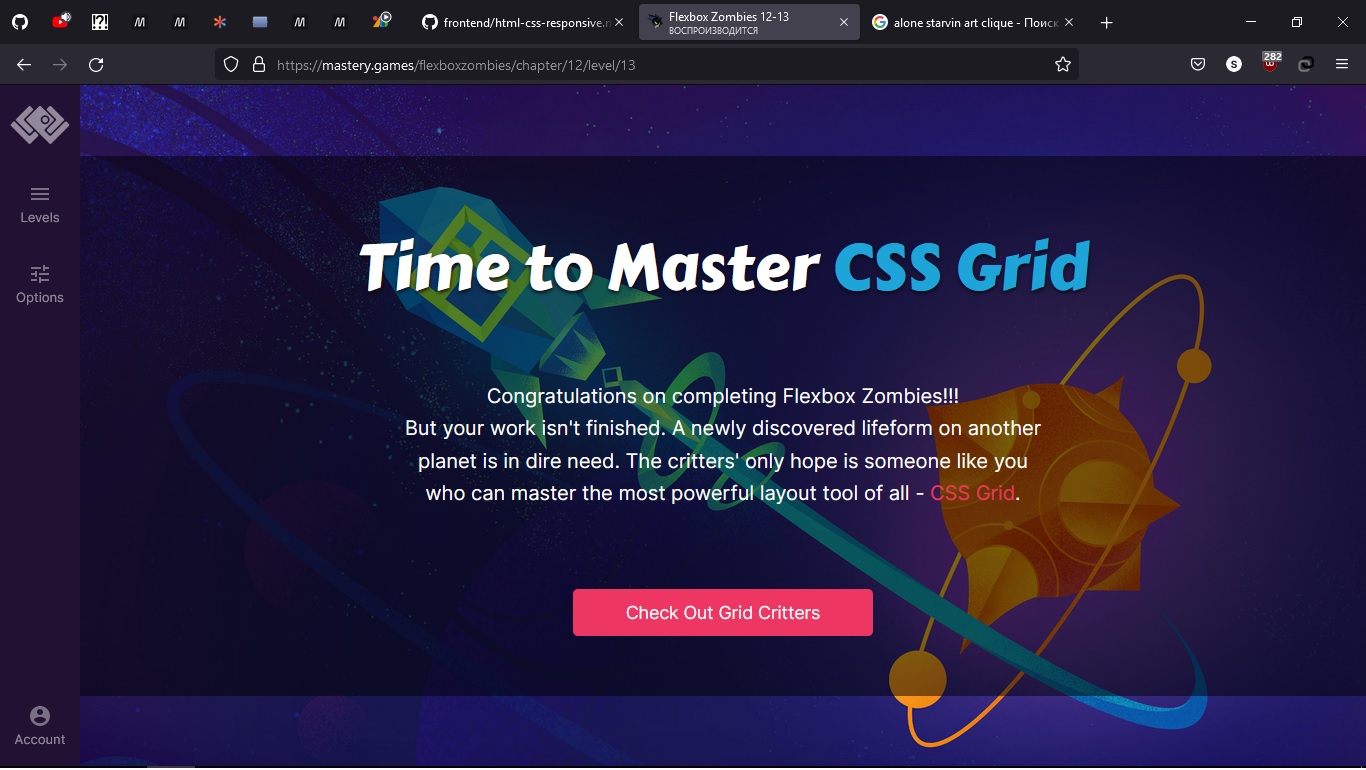 frontend/html-css-responsive.n
Flexbox Zombies 12-13
ВОСПРОИЗВОДИТСЯ
alone starvin art clique - Поиск
https://mastery.games/flexboxzombies/chapter/12/level/13
S
282
Levels
Options
Time to Master CSS Grid
Congratulations on completing Flexbox Zombies!!!
But your work isn't finished. A newly discovered lifeform on another
planet is in dire need. The critters' only hope is someone like you
who can master the most powerful layout tool of all - CSS Grid.
Check Out Grid Critters
Account